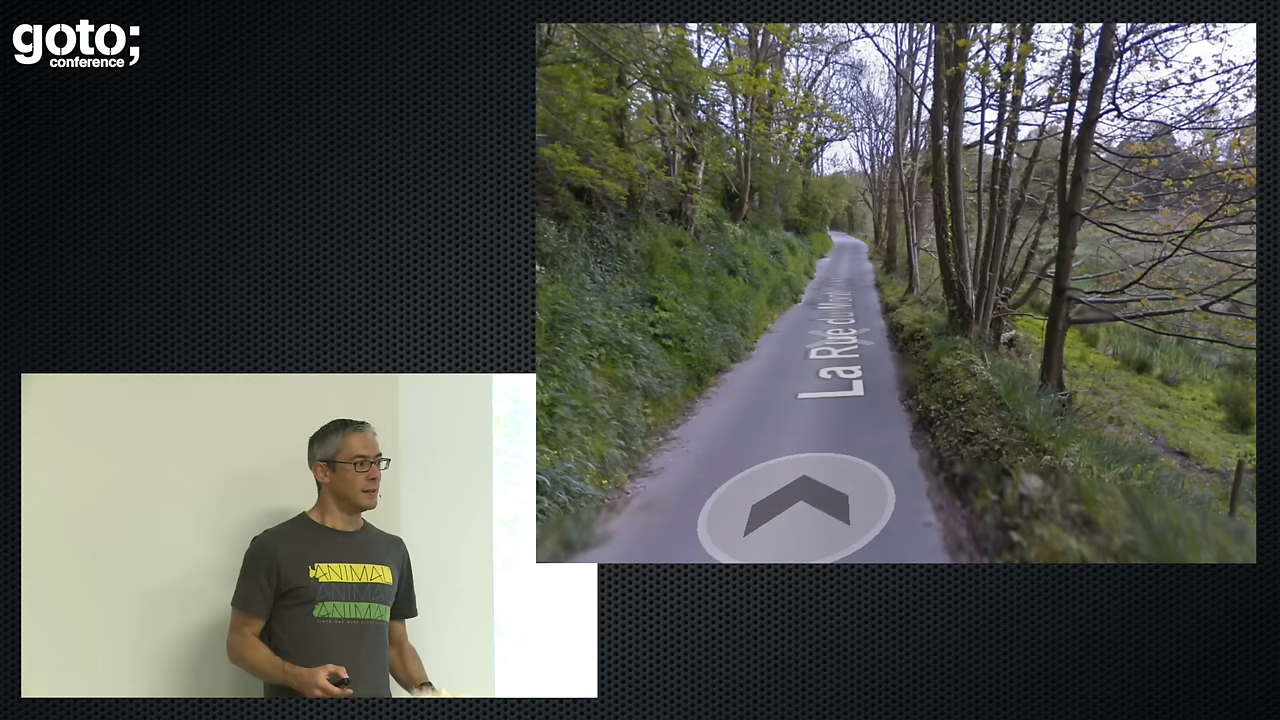 goto;
conference
La Rue du
ANIMAL
ANIMAL
ANIMAL